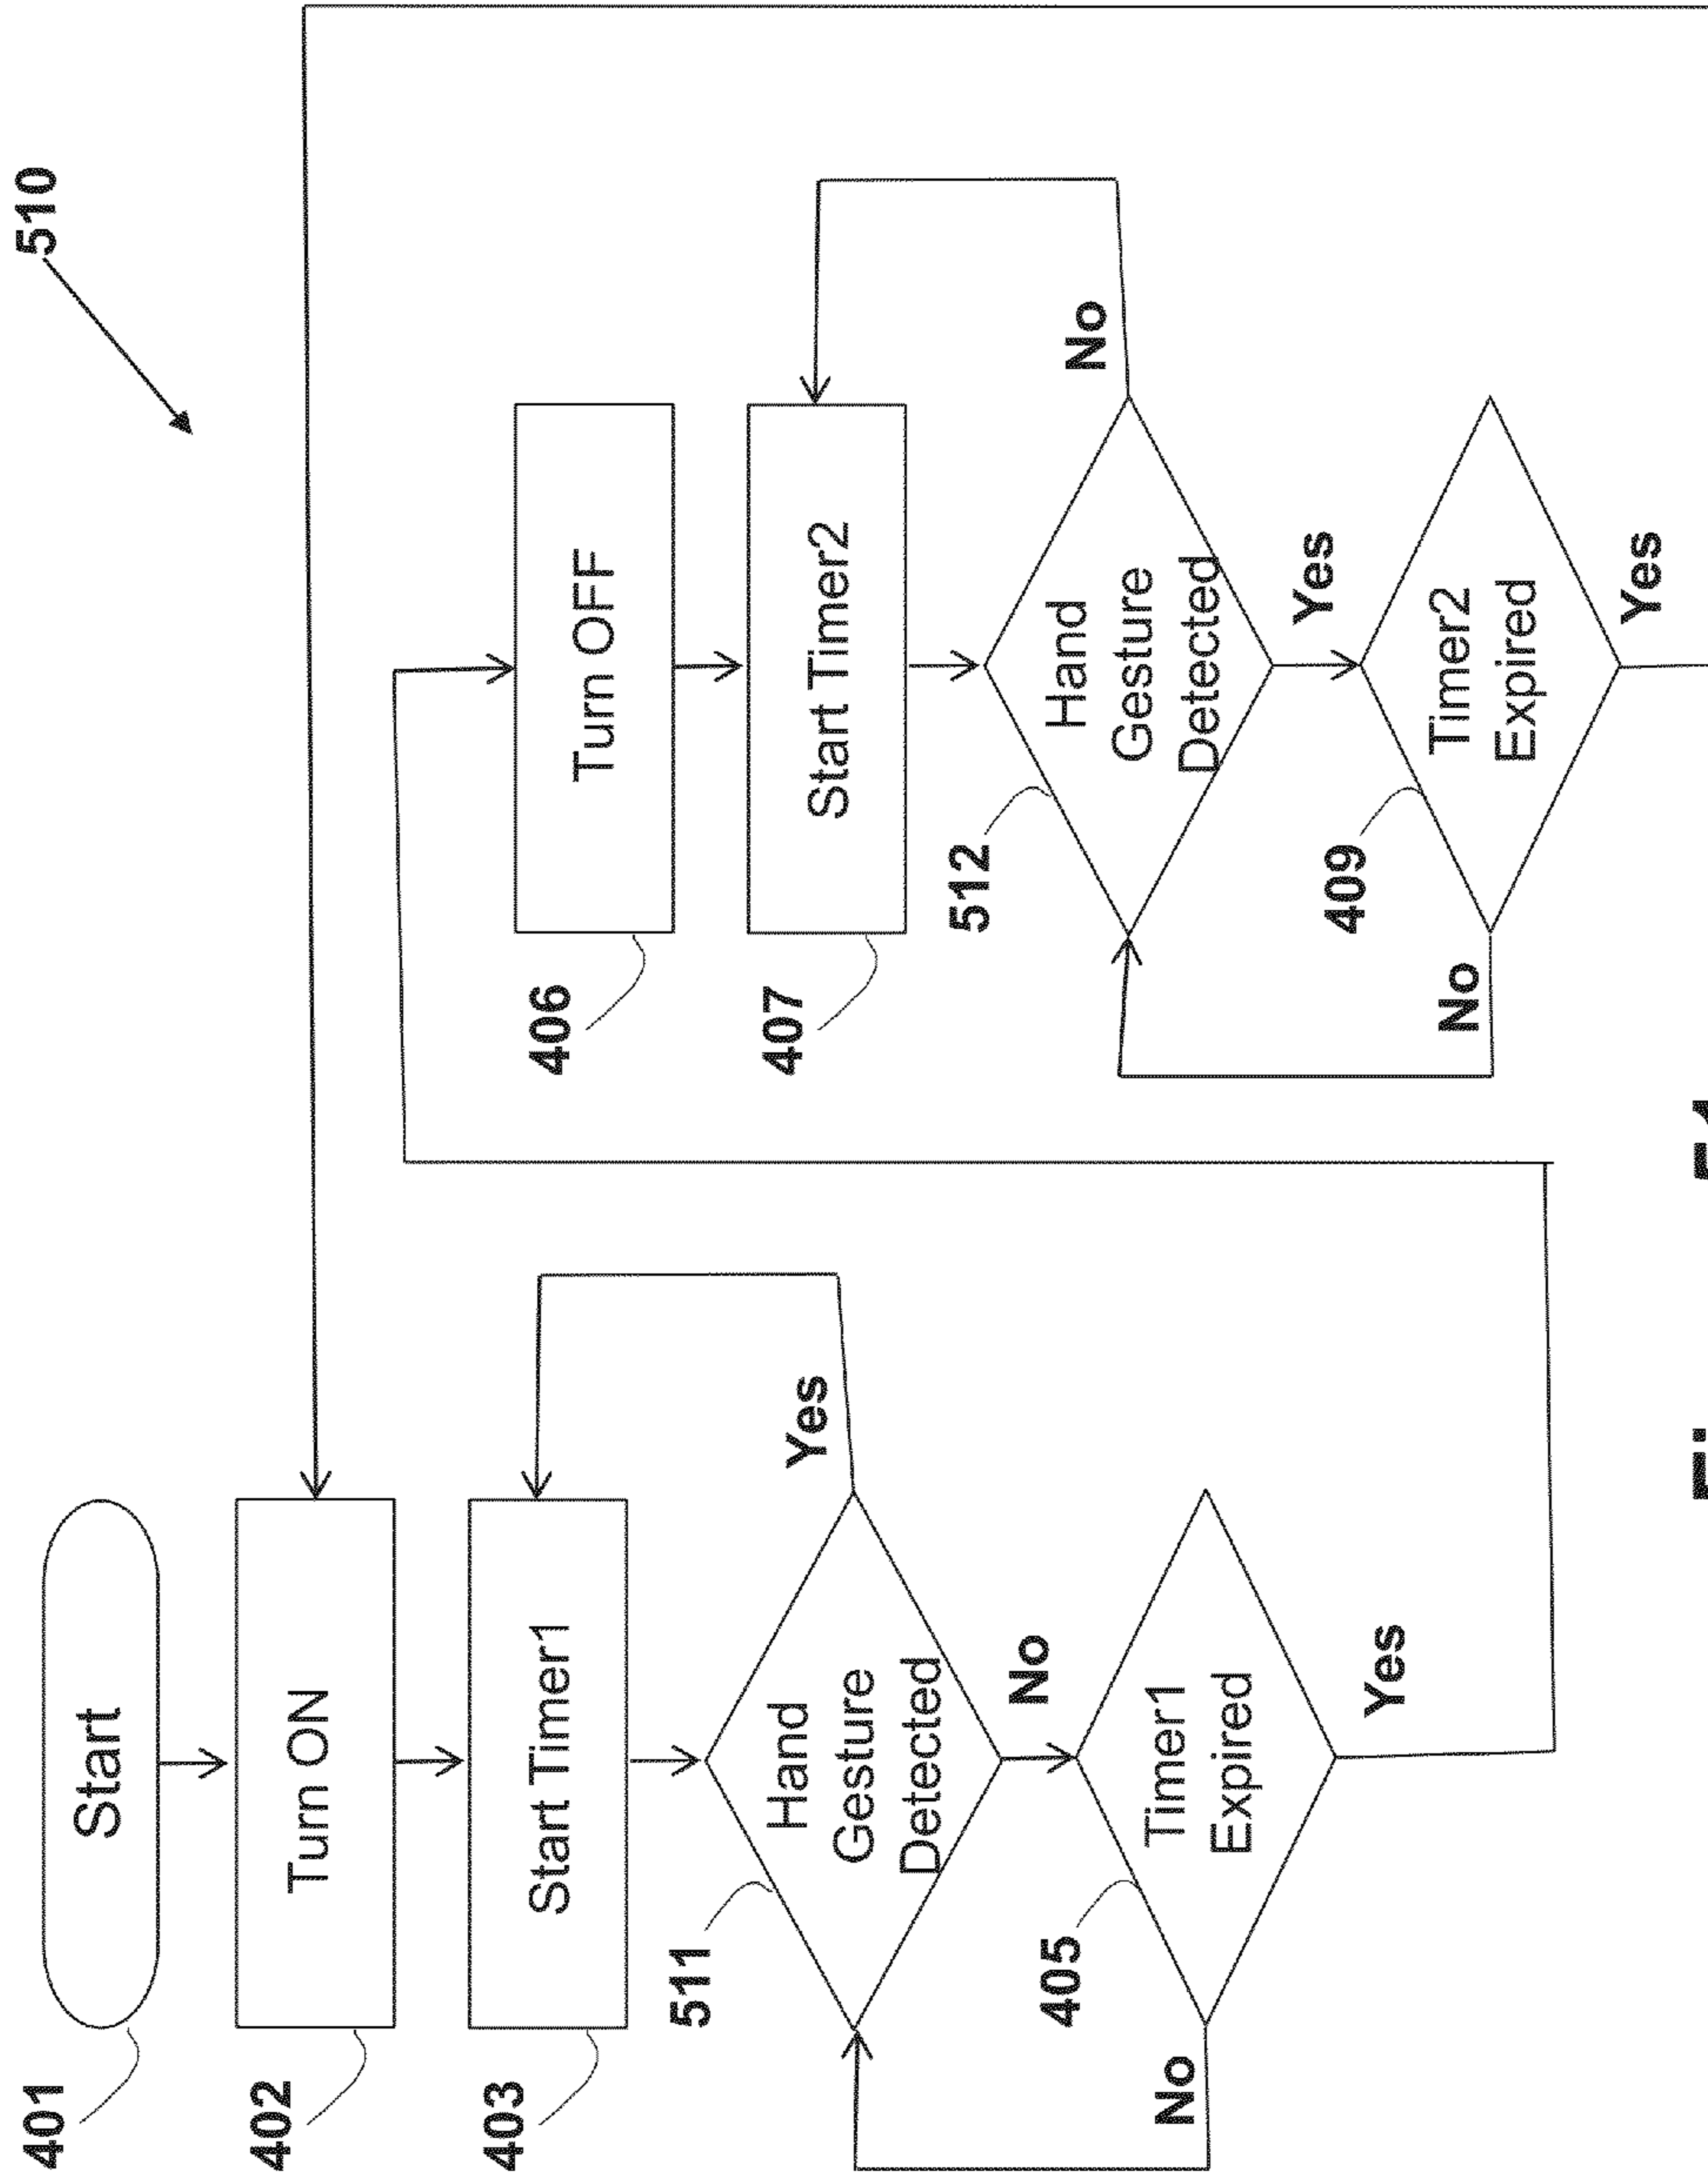 510
401
Start
402
Turn ON
403
Start Timer1
511
Hand
Gesture
Detected
Yes
No
405
Timer1
Expired
No
Yes
406
Turn OFF
407
Start Timer2
512
Hand
Gesture
Detected
No
Yes
409
Timer2
Expired
No
Yes